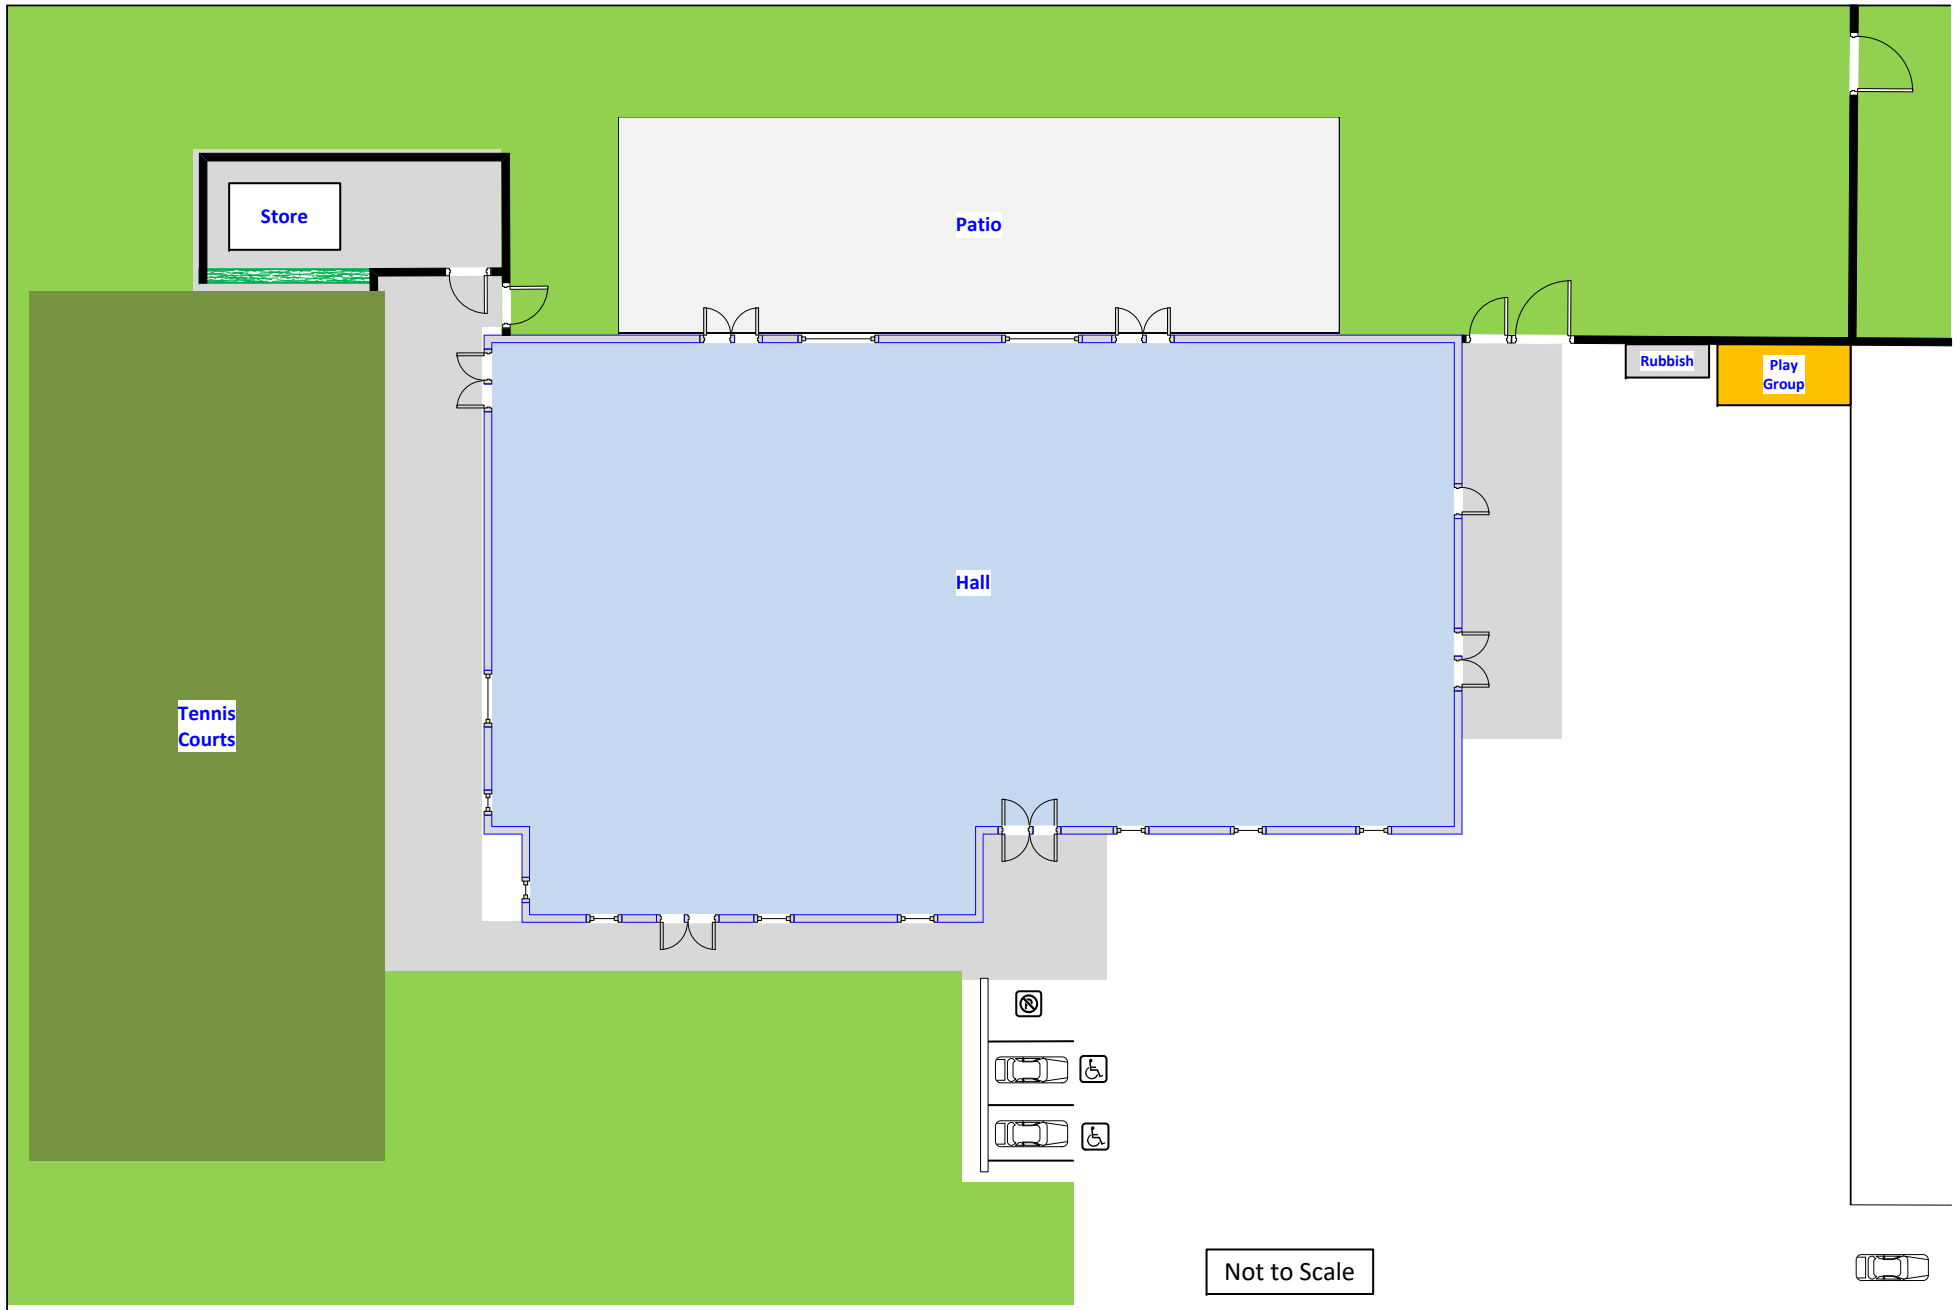 Store
Patio
Rubbish
Play
Group
Hall
Tennis
Courts
Not to Scale